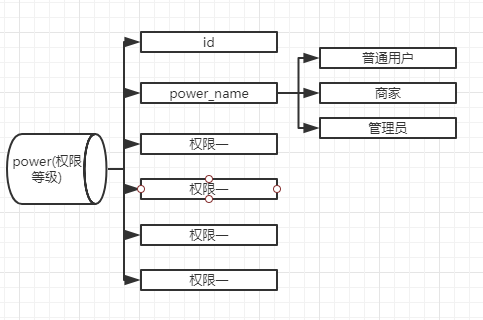 id
普通用户
power_name
商家
管理员
权限一
power(权限
等级)
权限一
权限一
权限一